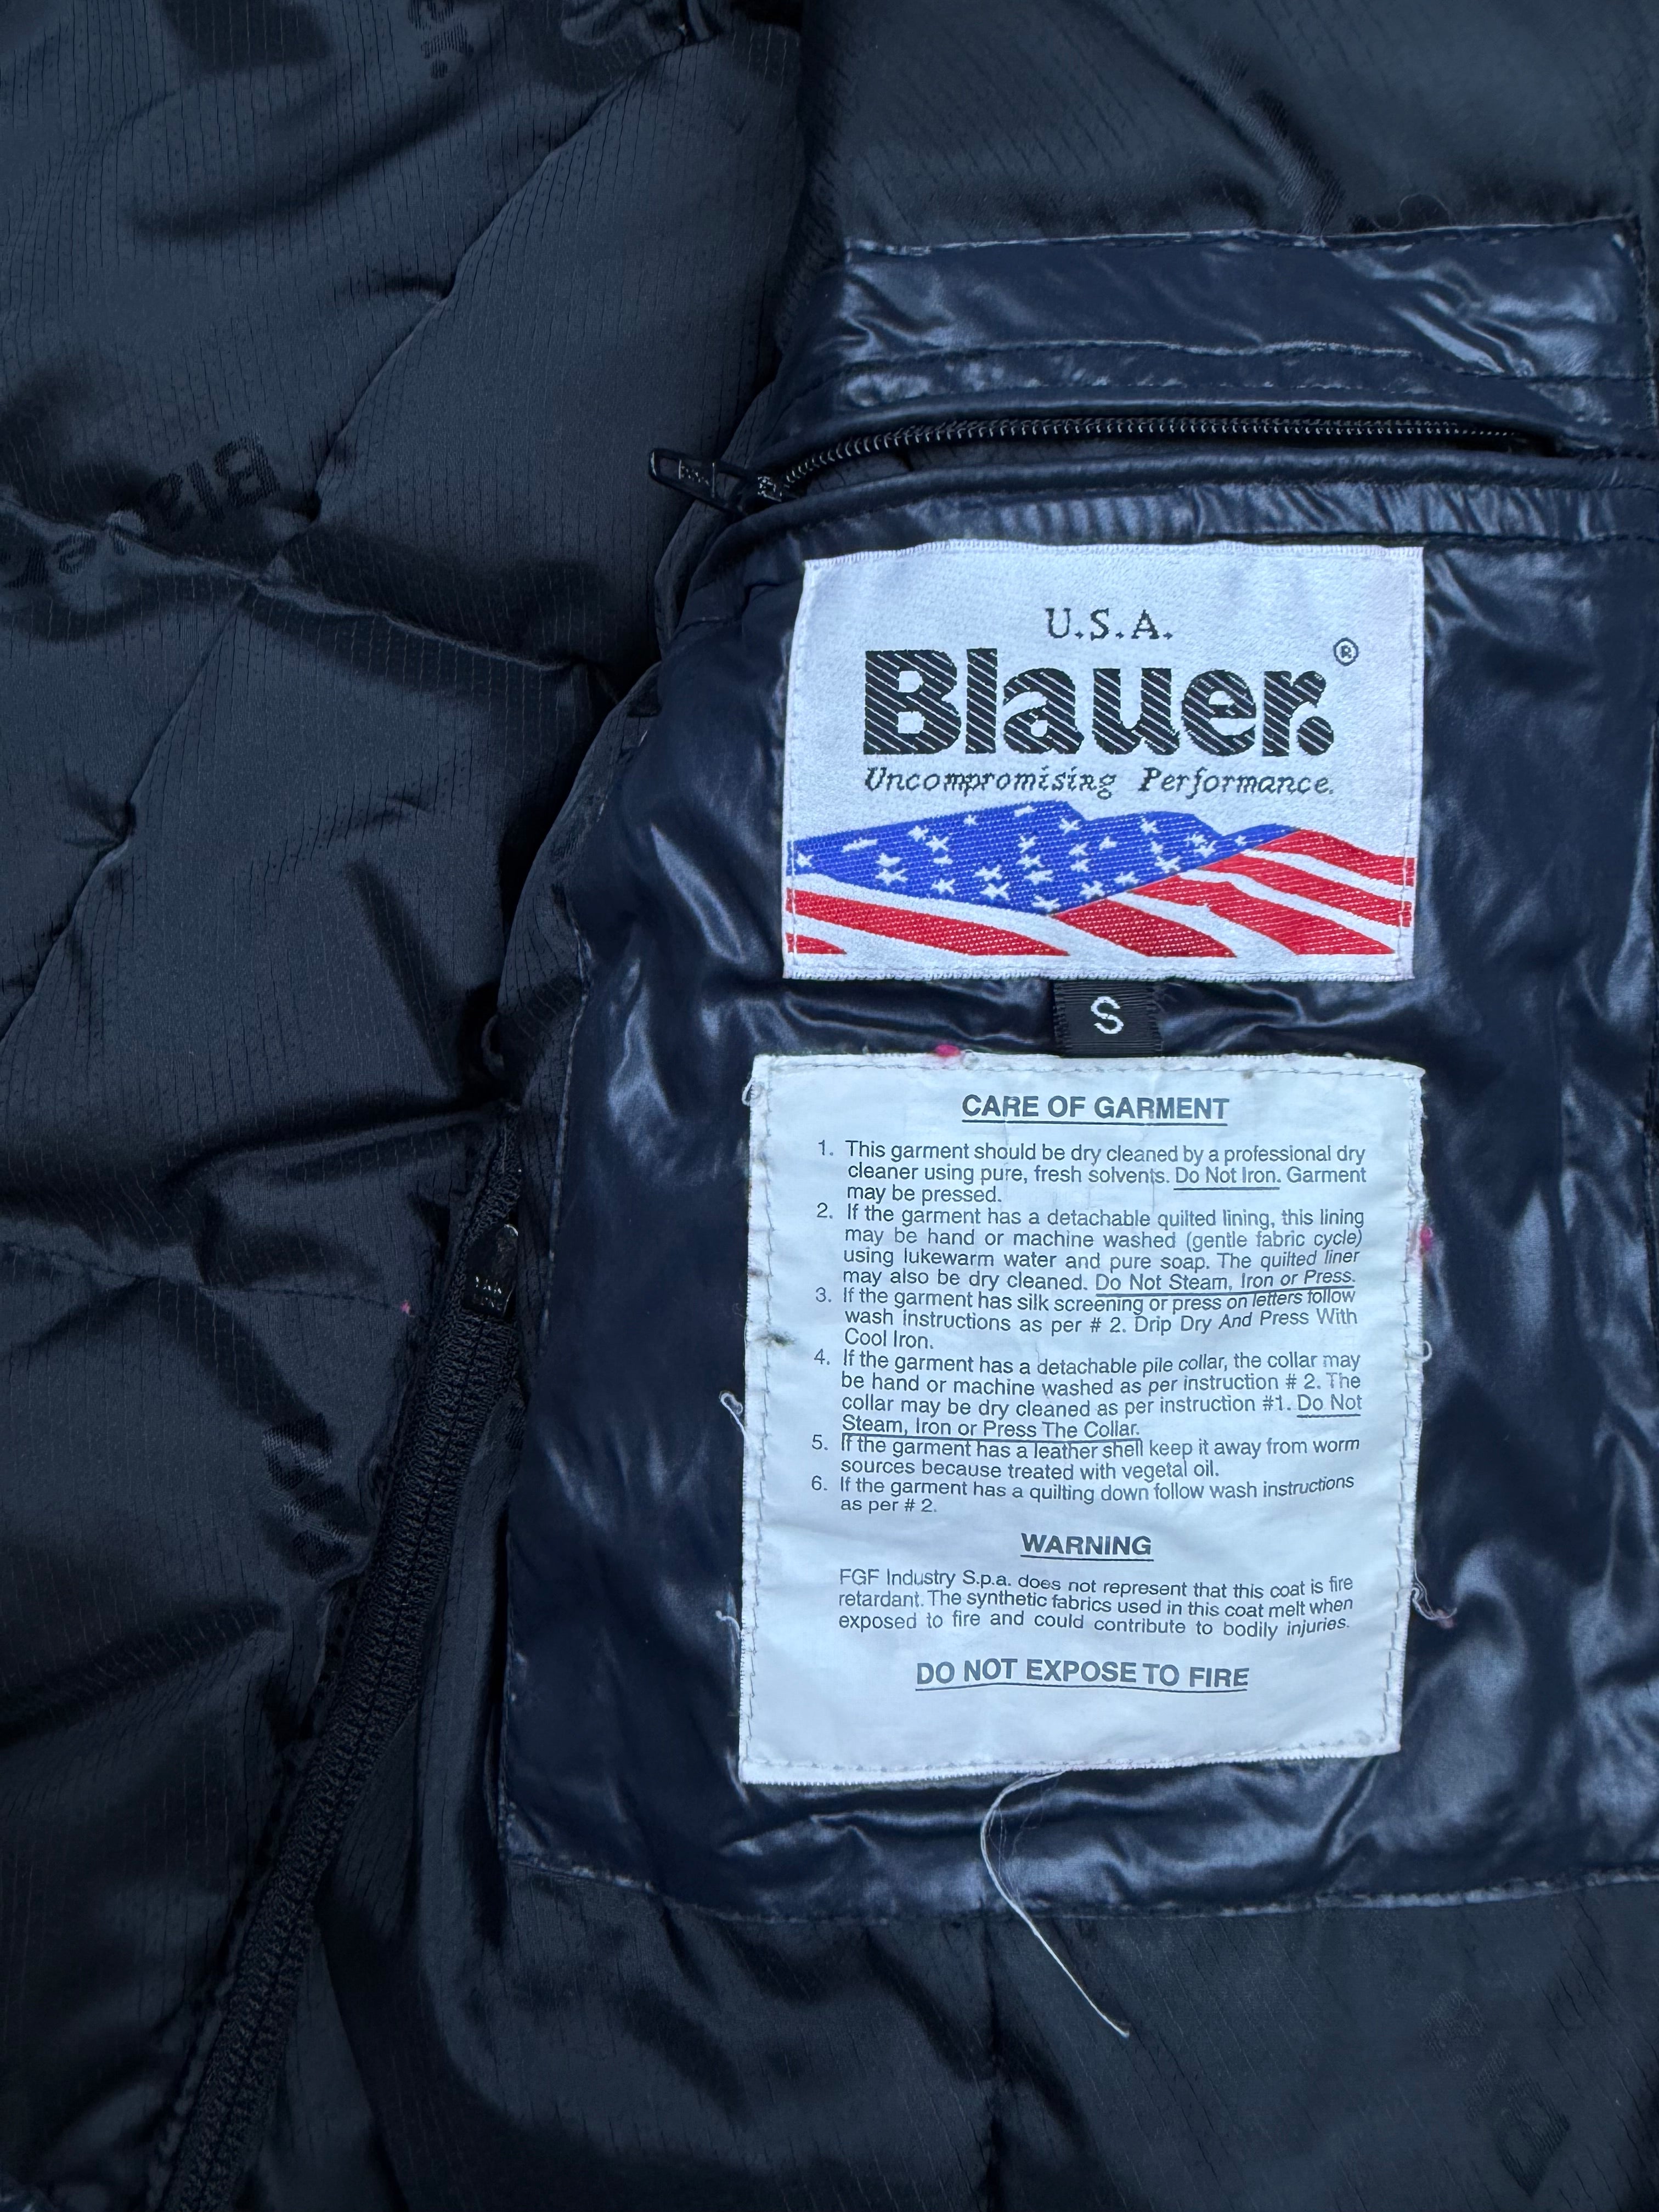 U.S.A.
Blauer.®
Uncompromising Performance.
S
CARE OF GARMENT
1. This garment should be dry cleaned by a professional dry
cleaner using pure, fresh solvents. Do Not Iron. Garment
may be pressed.
2. If the garment has a detachable quilted lining, this lining
may be hand or machine washed (gentle fabric cycle)
using lukewarm water and pure soap. The quilted liner
may also be dry cleaned. Do Not Steam, Iron or Press.
3. If the garment has silk screening or press on letters follow
wash instructions as per # 2. Drip Dry And Press With
Cool Iron.
4. If the garment has a detachable pile collar, the collar may
be hand or machine washed as per instruction # 2. The
collar may be dry cleaned as per instruction #1. Do Not
Steam, Iron or Press The Collar.
5. If the garment has a leather shell keep it away from worm
sources because treated with vegetal oil.
6. If the garment has a quilting down follow wash instructions
as per # 2.
WARNING
FGF Industry S.p.a. does not represent that this coat is fire
retardant. The synthetic fabrics used in this coat melt when
exposed to fire and could contribute to bodily injuries.
DO NOT EXPOSE TO FIRE